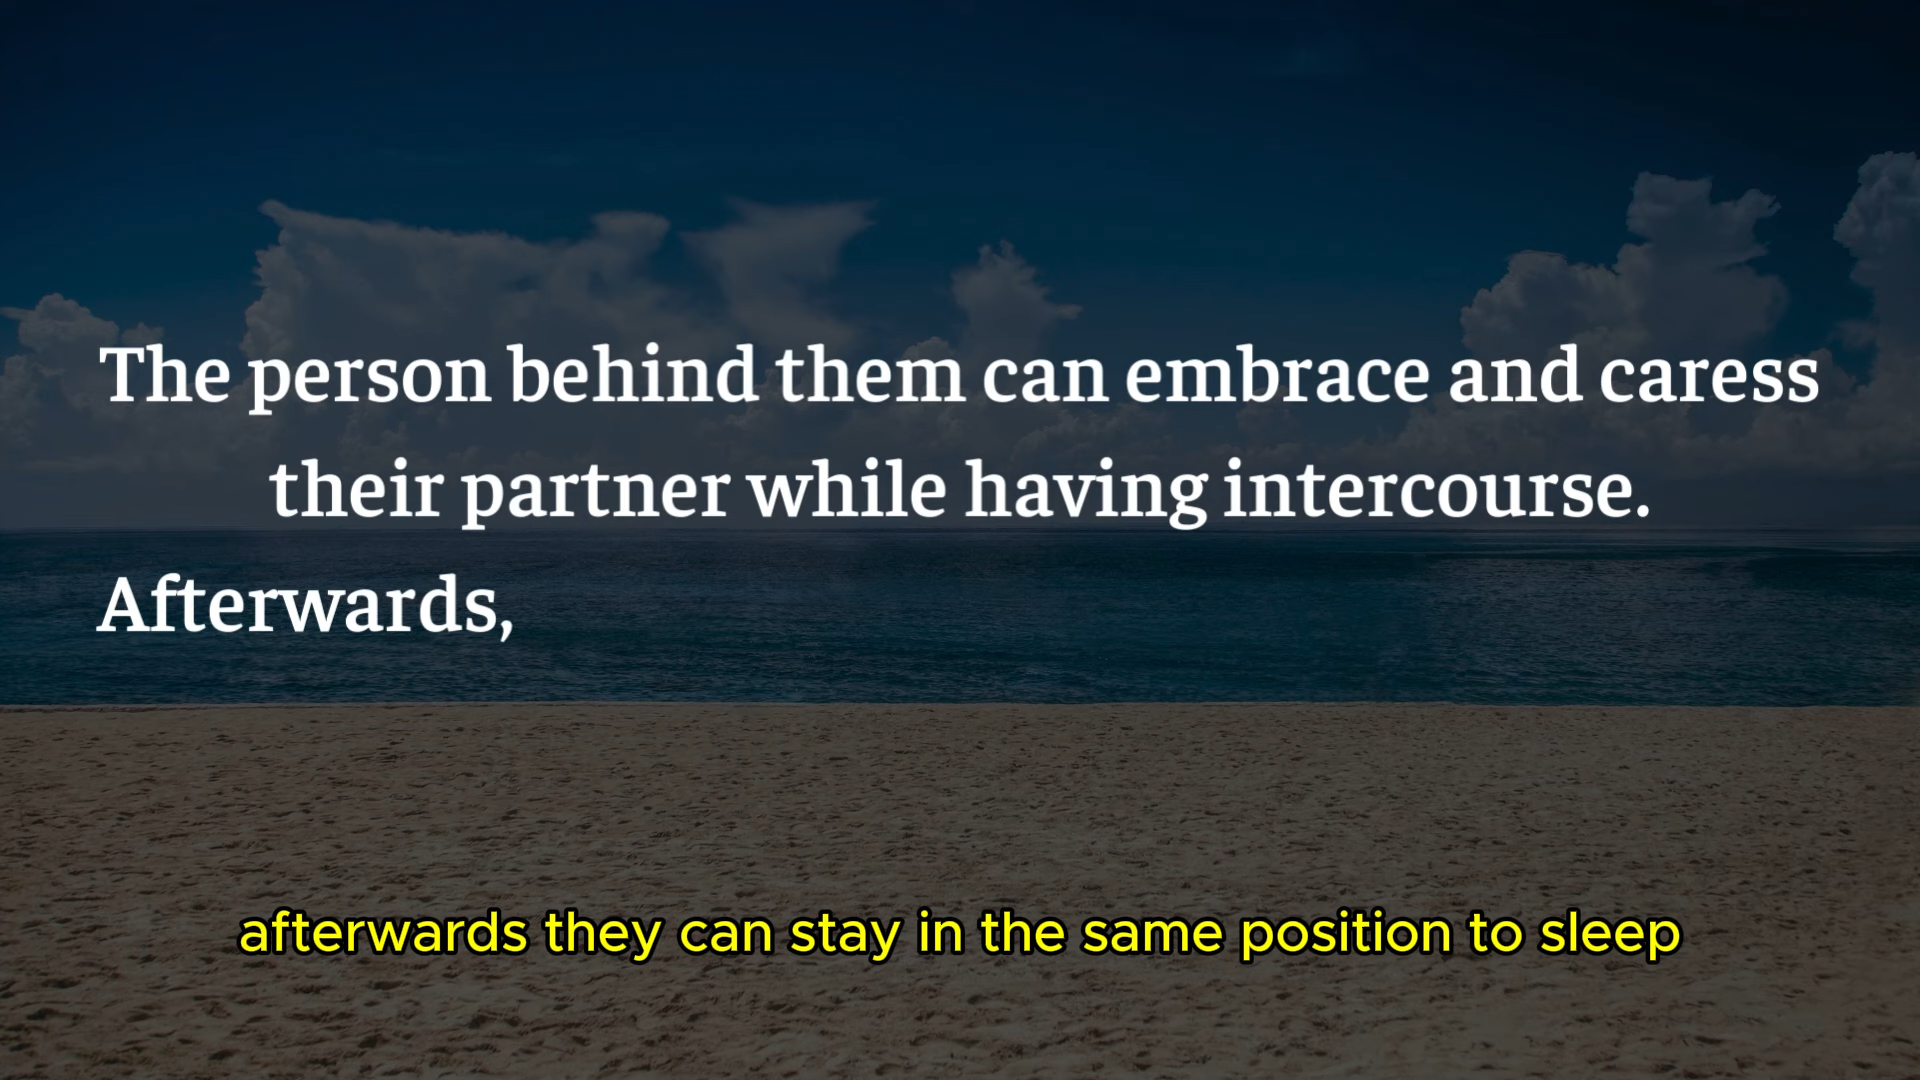 The person behind them can embrace and caress
their partner while having intercourse.
Afterwards,
afterwards they can stay in the same position to sleep